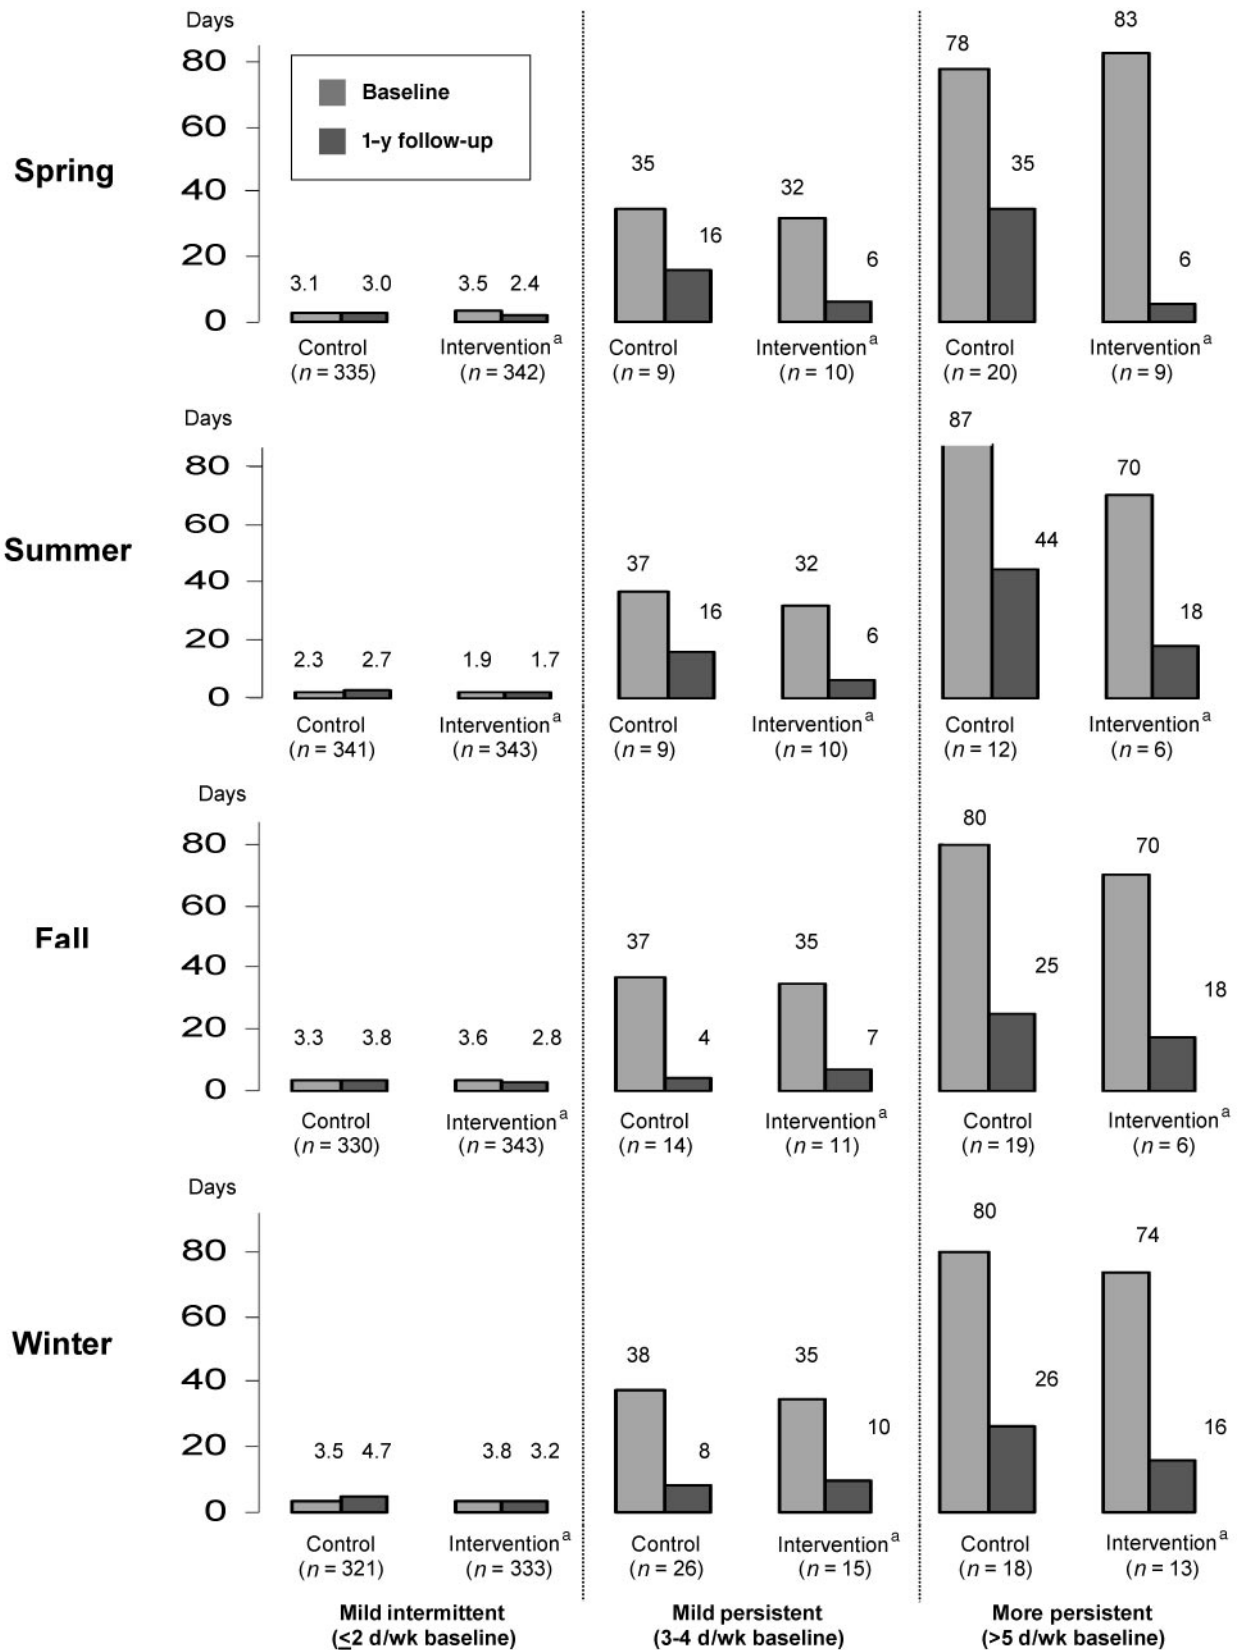 Days
80
60
40
20
0
Spring
Baseline
1-y follow-up
3.1 3.0 3.5 2.4
35 16 32 6
78 35 83 6
Control Intervention a Control Intervention a Control Intervention a
(n = 335) (n = 342) (n = 9) (n = 10) (n = 20) (n = 9)
Days
80
60
40
20
0
Summer
2.3 2.7 1.9 1.7
37 16 32 6
87 44 70 18
Control Intervention a Control Intervention a Control Intervention a
(n = 341) (n = 343) (n = 9) (n = 10) (n = 12) (n = 6)
Days
80
60
40
20
0
Fall
3.3 3.8 3.6 2.8
37 4 35 7
80 25 70 18
Control Intervention a Control Intervention a Control Intervention a
(n = 330) (n = 343) (n = 14) (n = 11) (n = 19) (n = 6)
Days
80
60
40
20
0
Winter
3.5 4.7 3.8 3.2
38 8 35 10
80 26 74 16
Control Intervention a Control Intervention a Control Intervention a
(n = 321) (n = 333) (n = 26) (n = 15) (n = 18) (n = 13)
Mild intermittent Mild persistent More persistent
(≤2 d/wk baseline) (3-4 d/wk baseline) (>5 d/wk baseline)